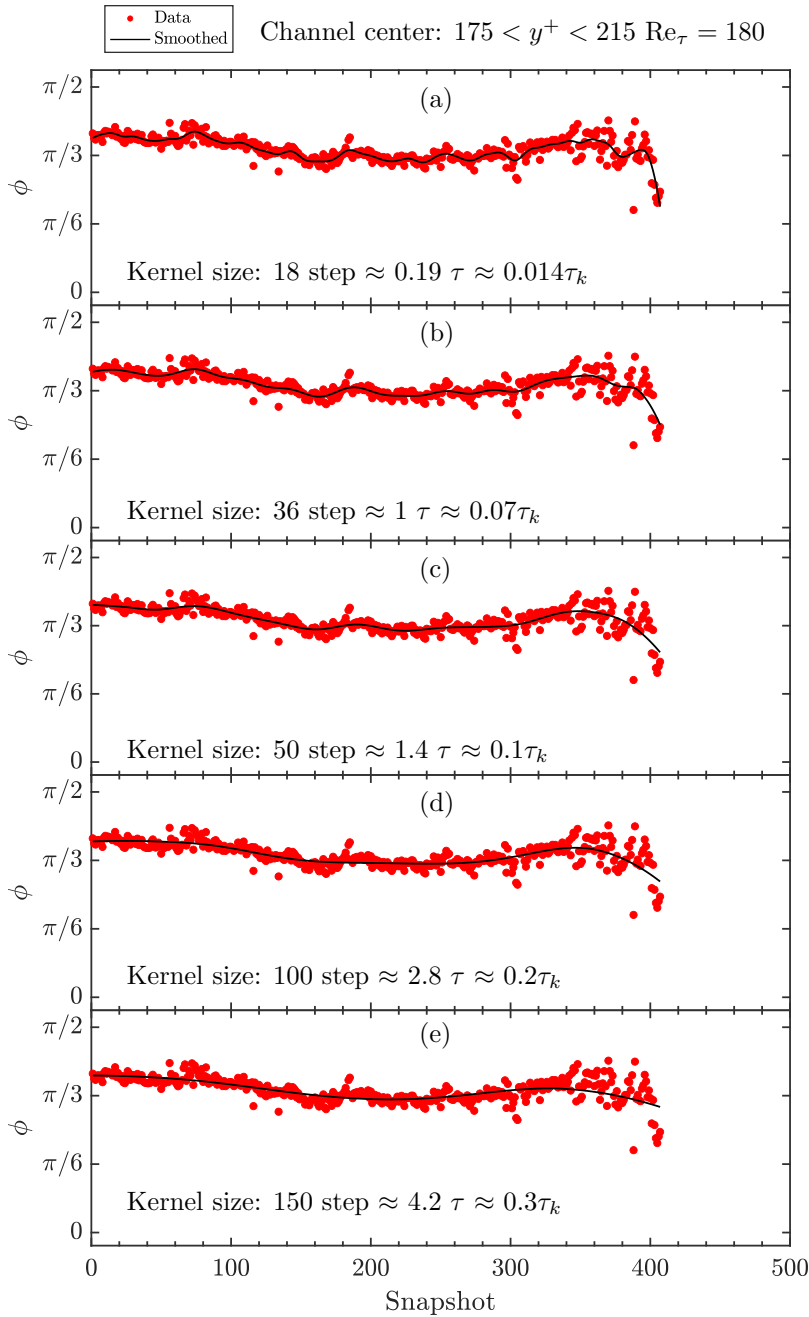 Data
Smoothed
Channel center: 175 < y⁺ < 215 Re_τ = 180
(a)
π/2
π/3
π/6
0
ϕ
Kernel size: 18 step ≈ 0.19 τ ≈ 0.014τ_k
(b)
π/2
π/3
π/6
0
ϕ
Kernel size: 36 step ≈ 1 τ ≈ 0.07τ_k
(c)
π/2
π/3
π/6
0
ϕ
Kernel size: 50 step ≈ 1.4 τ ≈ 0.1τ_k
(d)
π/2
π/3
π/6
0
ϕ
Kernel size: 100 step ≈ 2.8 τ ≈ 0.2τ_k
(e)
π/2
π/3
π/6
0
ϕ
Kernel size: 150 step ≈ 4.2 τ ≈ 0.3τ_k
0 100 200 300 400 500
Snapshot